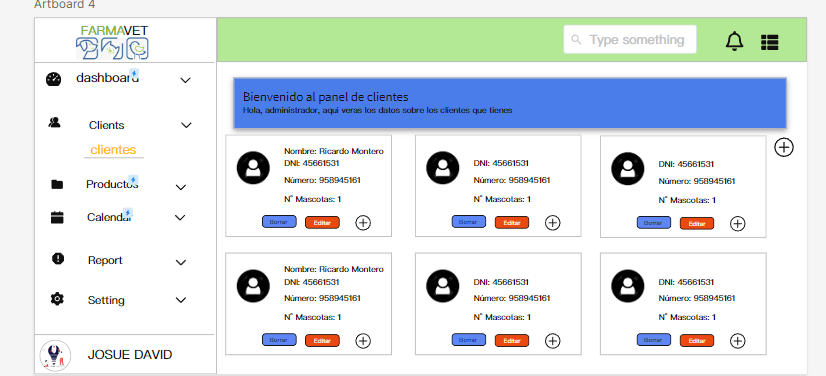 Artboard 4
FARMAVET
Type something
dashboard
Clients
clientes
Productos
Calendar
Report
Setting
JOSUE DAVID
Bienvenido al panel de clientes
Hola, administrador, aqui veras los datos sobre los clientes que tienes
Nombre: Ricardo Montero
DNI: 45661531
Número: 958945161
N° Mascotas: 1
Borrar
Editar
DNI: 45661531
Número: 958945161
N° Mascotas: 1
Borrar
Editar
DNI: 45661531
Número: 958945161
N° Mascotas: 1
Borrar
Editar
Nombre: Ricardo Montero
DNI: 45661531
Número: 958945161
N° Mascotas: 1
Borrar
Editar
DNI: 45661531
Número: 958945161
N° Mascotas: 1
Borrar
Editar
DNI: 45661531
Número: 958945161
N° Mascotas: 1
Borrar
Editar